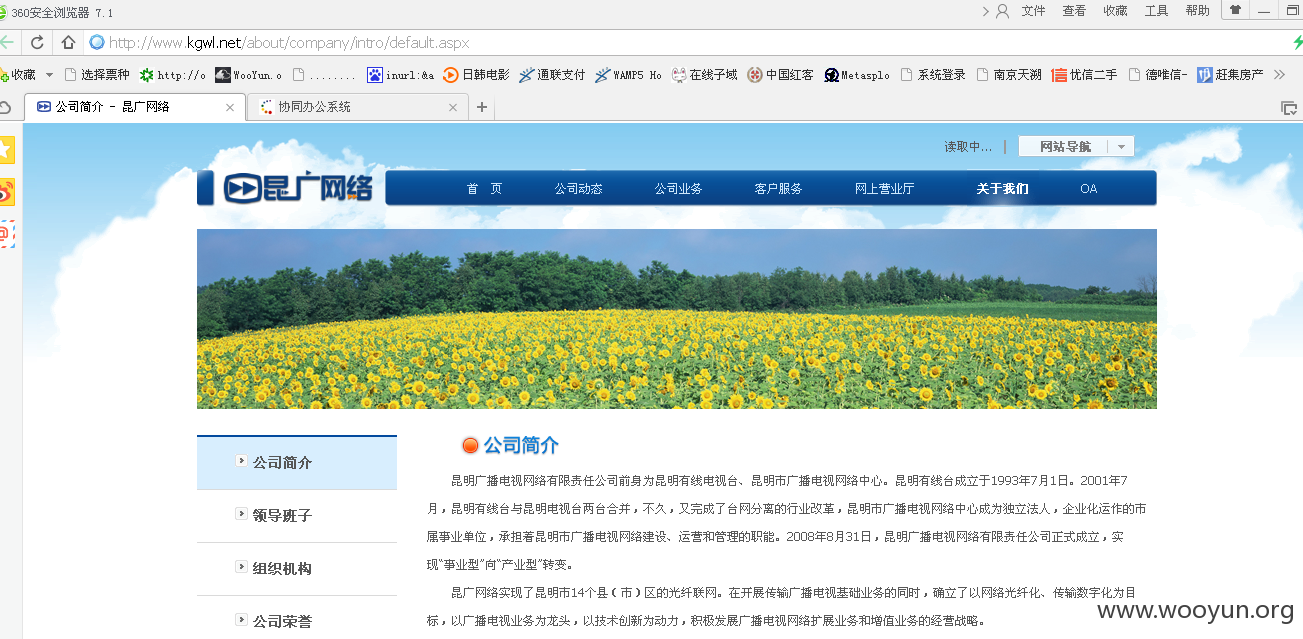 360安全浏览器 7.1
文件 查看 收藏 工具 帮助
http://www.kgwl.net/about/company/intro/default.aspx
收藏 选择票种 http://o WooYun.o ........ inurl:&a 日韩电影 通联支付 WAMP5 Ho 在线子域 中国红客 Metasplo 系统登录 南京天溯 优信二手 德唯信- 赶集房产
公司简介 - 昆广网络 协同办公系统
读取中... | 网站导航
昆广网络
首 页 公司动态 公司业务 客户服务 网上营业厅 关于我们 OA
公司简介
领导班子
组织机构
公司荣誉
公司简介
昆明广播电视网络有限责任公司前身为昆明有线电视台、昆明市广播电视网络中心。昆明有线台成立于1993年7月1日。2001年7
月，昆明有线台与昆明电视台两台合并，不久，又完成了台网分离的行业改革，昆明市广播电视网络中心成为独立法人，企业化运作的市
属事业单位，承担着昆明市广播电视网络建设、运营和管理的职能。2008年8月31日，昆明广播电视网络有限责任公司正式成立，实
现“事业型”向“产业型”转变。
昆广网络实现了昆明市14个县（市）区的光纤联网。在开展传输广播电视基础业务的同时，确立了以网络光纤化、传输数字化为目
标，以广播电视业务为龙头，以技术创新为动力，积极发展广播电视网络扩展业务和增值业务的经营战略。
www.wooyun.org